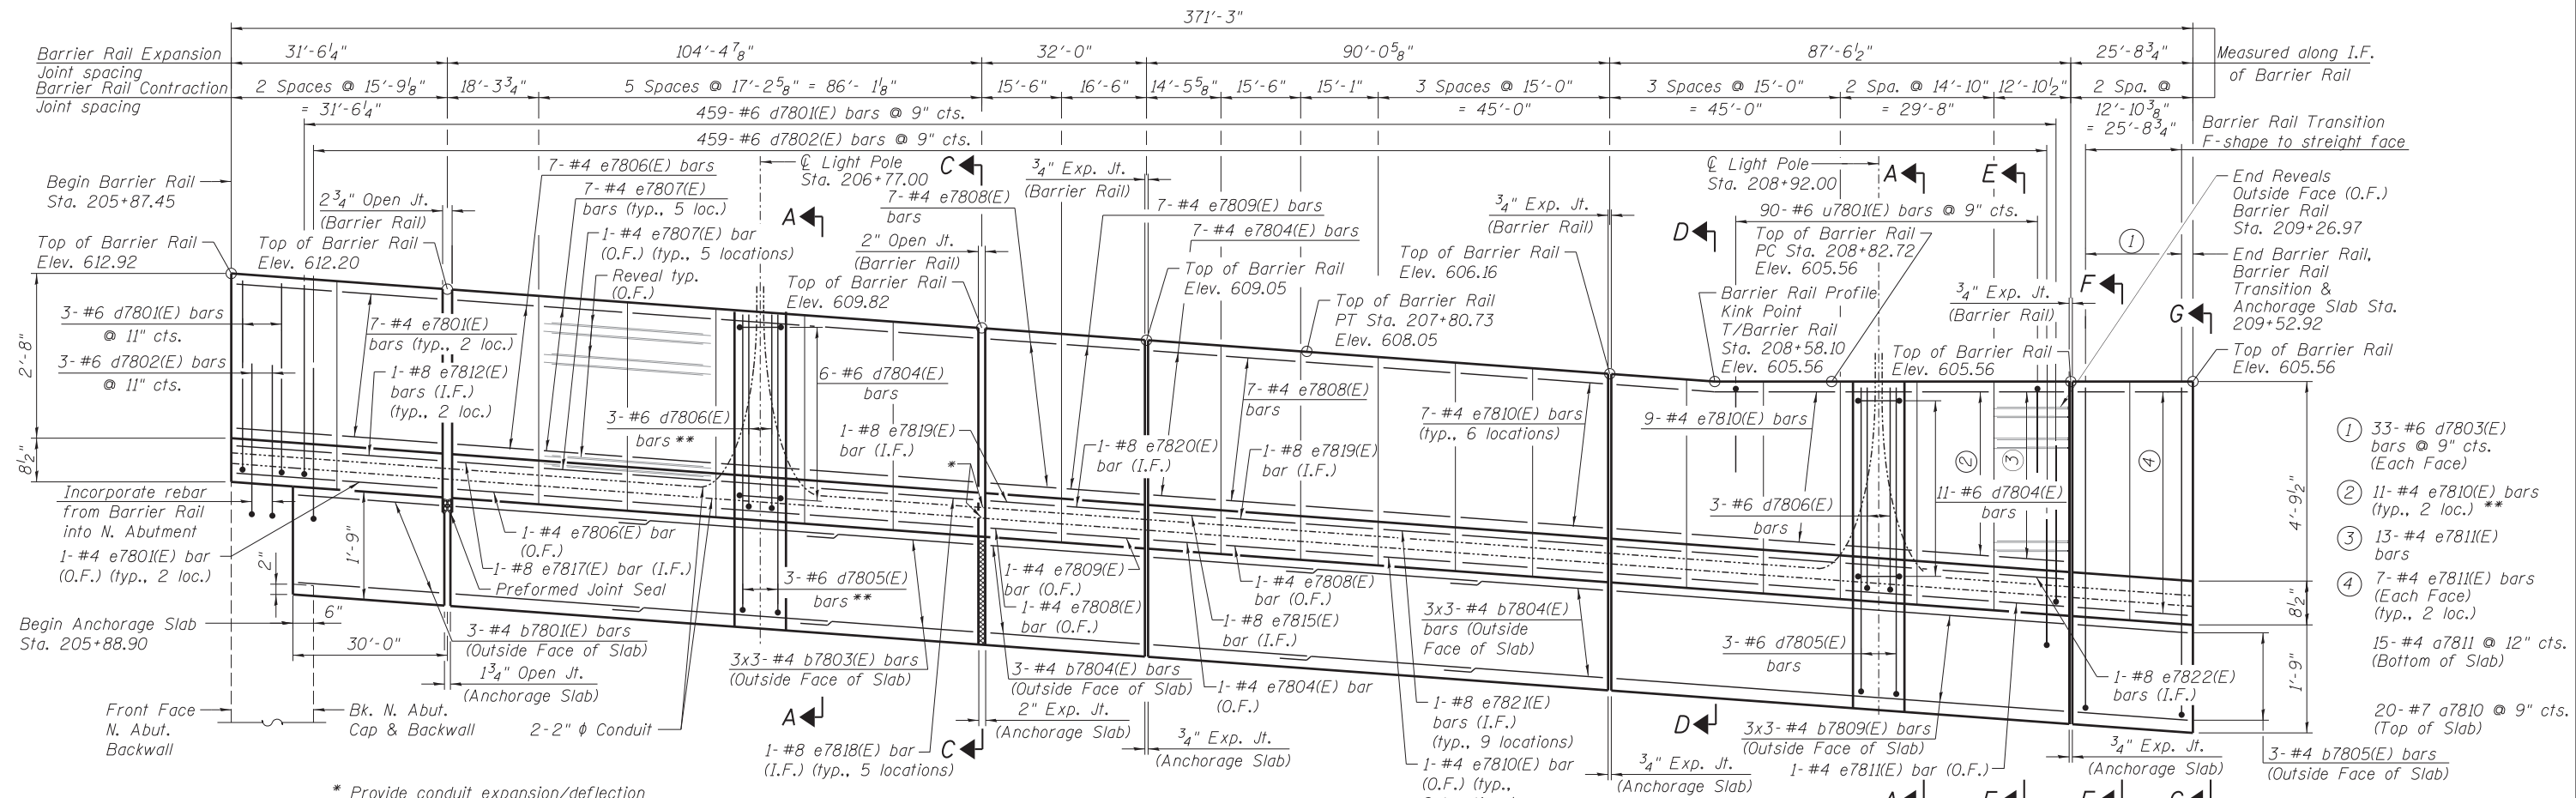 371'-3"
Barrier Rail Expansion
Joint spacing
31'-6¼"
104'-4⅞"
32'-0"
90'-0⅝"
87'-6½"
25'-8¾"
Measured along I.F.
of Barrier Rail
Barrier Rail Contraction
Joint spacing
2 Spaces @ 15'-9⅛"
= 31'-6¼"
18'-3¾"
5 Spaces @ 17'-2⅝" = 86'- 1⅛"
15'-6"
16'-6"
14'-5⅝"
15'-6"
15'-1"
3 Spaces @ 15'-0"
= 45'-0"
3 Spaces @ 15'-0"
= 45'-0"
2 Spa. @ 14'-10"
= 29'-8"
12'-10½"
2 Spa. @
12'-10⅜"
= 25'-8¾"
459-#6 d7801(E) bars @ 9" cts.
459-#6 d7802(E) bars @ 9" cts.
Barrier Rail Transition
F-shape to streight face
Begin Barrier Rail
Sta. 205+87.45
2¾" Open Jt.
(Barrier Rail)
7-#4 e7806(E) bars
7-#4 e7807(E)
bars (typ., 5 loc.)
1-#4 e7807(E) bar
(O.F.) (typ., 5 locations)
Reveal typ.
(O.F.)
℄ Light Pole
Sta. 206+77.00
A
C
7-#4 e7808(E)
bars
¾" Exp. Jt.
(Barrier Rail)
7-#4 e7809(E) bars
7-#4 e7804(E) bars
¾" Exp. Jt.
(Barrier Rail)
℄ Light Pole
Sta. 208+92.00
A
E
90-#6 u7801(E) bars @ 9" cts.
D
End Reveals
Outside Face (O.F.)
Barrier Rail
Sta. 209+26.97
1
End Barrier Rail,
Barrier Rail
Transition &
Anchorage Slab Sta.
209+52.92
Top of Barrier Rail
Elev. 612.92
Top of Barrier Rail
Elev. 612.20
2" Open Jt.
(Barrier Rail)
Top of Barrier Rail
Elev. 609.82
Top of Barrier Rail
Elev. 609.05
Top of Barrier Rail
PT Sta. 207+80.73
Elev. 608.05
Top of Barrier Rail
Elev. 606.16
Top of Barrier Rail
PC Sta. 208+82.72
Elev. 605.56
Barrier Rail Profile
Kink Point
T/Barrier Rail
Sta. 208+58.10
Elev. 605.56
¾" Exp. Jt.
(Barrier Rail)
F
G
Top of Barrier Rail
Elev. 605.56
Top of Barrier Rail
Elev. 605.56
2'-8"
8½"
3-#6 d7801(E) bars
@ 11" cts.
3-#6 d7802(E) bars
@ 11" cts.
7-#4 e7801(E)
bars (typ., 2 loc.)
1-#8 e7812(E)
bars (I.F.)
(typ., 2 loc.)
3-#6 d7806(E)
bars **
6-#6 d7804(E)
bars
1-#8 e7819(E)
bar (I.F.)
*
1-#8 e7820(E)
bar (I.F.)
7-#4 e7808(E)
bars
1-#8 e7819(E)
bar (I.F.)
7-#4 e7810(E) bars
(typ., 6 locations)
9-#4 e7810(E) bars
3-#6 d7806(E)
bars
11-#6 d7804(E)
bars
2
3
4
4'-9½"
8½"
1'-9"
1 33-#6 d7803(E)
bars @ 9" cts.
(Each Face)
2 11-#4 e7810(E) bars
(typ., 2 loc.) **
3 13-#4 e7811(E)
bars
4 7-#4 e7811(E) bars
(Each Face)
(typ., 2 loc.)
15-#4 a7811 @ 12" cts.
(Bottom of Slab)
20-#7 a7810 @ 9" cts.
(Top of Slab)
Incorporate rebar
from Barrier Rail
into N. Abutment
1-#4 e7801(E) bar
(O.F.) (typ., 2 loc.)
2"
1'-9"
6"
Begin Anchorage Slab
Sta. 205+88.90
30'-0"
1-#4 e7806(E) bar
(O.F.)
1-#8 e7817(E) bar (I.F.)
Preformed Joint Seal
3-#4 b7801(E) bars
(Outside Face of Slab)
1¾" Open Jt.
(Anchorage Slab)
3-#6 d7805(E)
bars **
1-#4 e7809(E)
bar (O.F.)
1-#4 e7808(E)
bar (O.F.)
1-#4 e7808(E)
bar (O.F.)
1-#8 e7815(E)
bar (I.F.)
3x3-#4 b7804(E)
bars (Outside
Face of Slab)
3-#6 d7805(E)
bars
3x3-#4 b7803(E) bars
(Outside Face of Slab)
3-#4 b7804(E) bars
(Outside Face of Slab)
1-#4 e7804(E) bar
(O.F.)
1-#8 e7822(E)
bars (I.F.)
Front Face
N. Abut.
Backwall
Bk. N. Abut.
Cap & Backwall
2-2" ϕ Conduit
A
C
1-#8 e7818(E) bar
(I.F.) (typ., 5 locations)
2" Exp. Jt.
(Anchorage Slab)
¾" Exp. Jt.
(Anchorage Slab)
1-#8 e7821(E)
bars (I.F.)
(typ., 9 locations)
1-#4 e7810(E) bar
(O.F.) (typ.,
¾" Exp. Jt.
(Anchorage Slab)
D
3x3-#4 b7809(E) bars
(Outside Face of Slab)
1-#4 e7811(E) bar (O.F.)
¾" Exp. Jt.
(Anchorage Slab)
3-#4 b7805(E) bars
(Outside Face of Slab)
* Provide conduit expansion/deflection